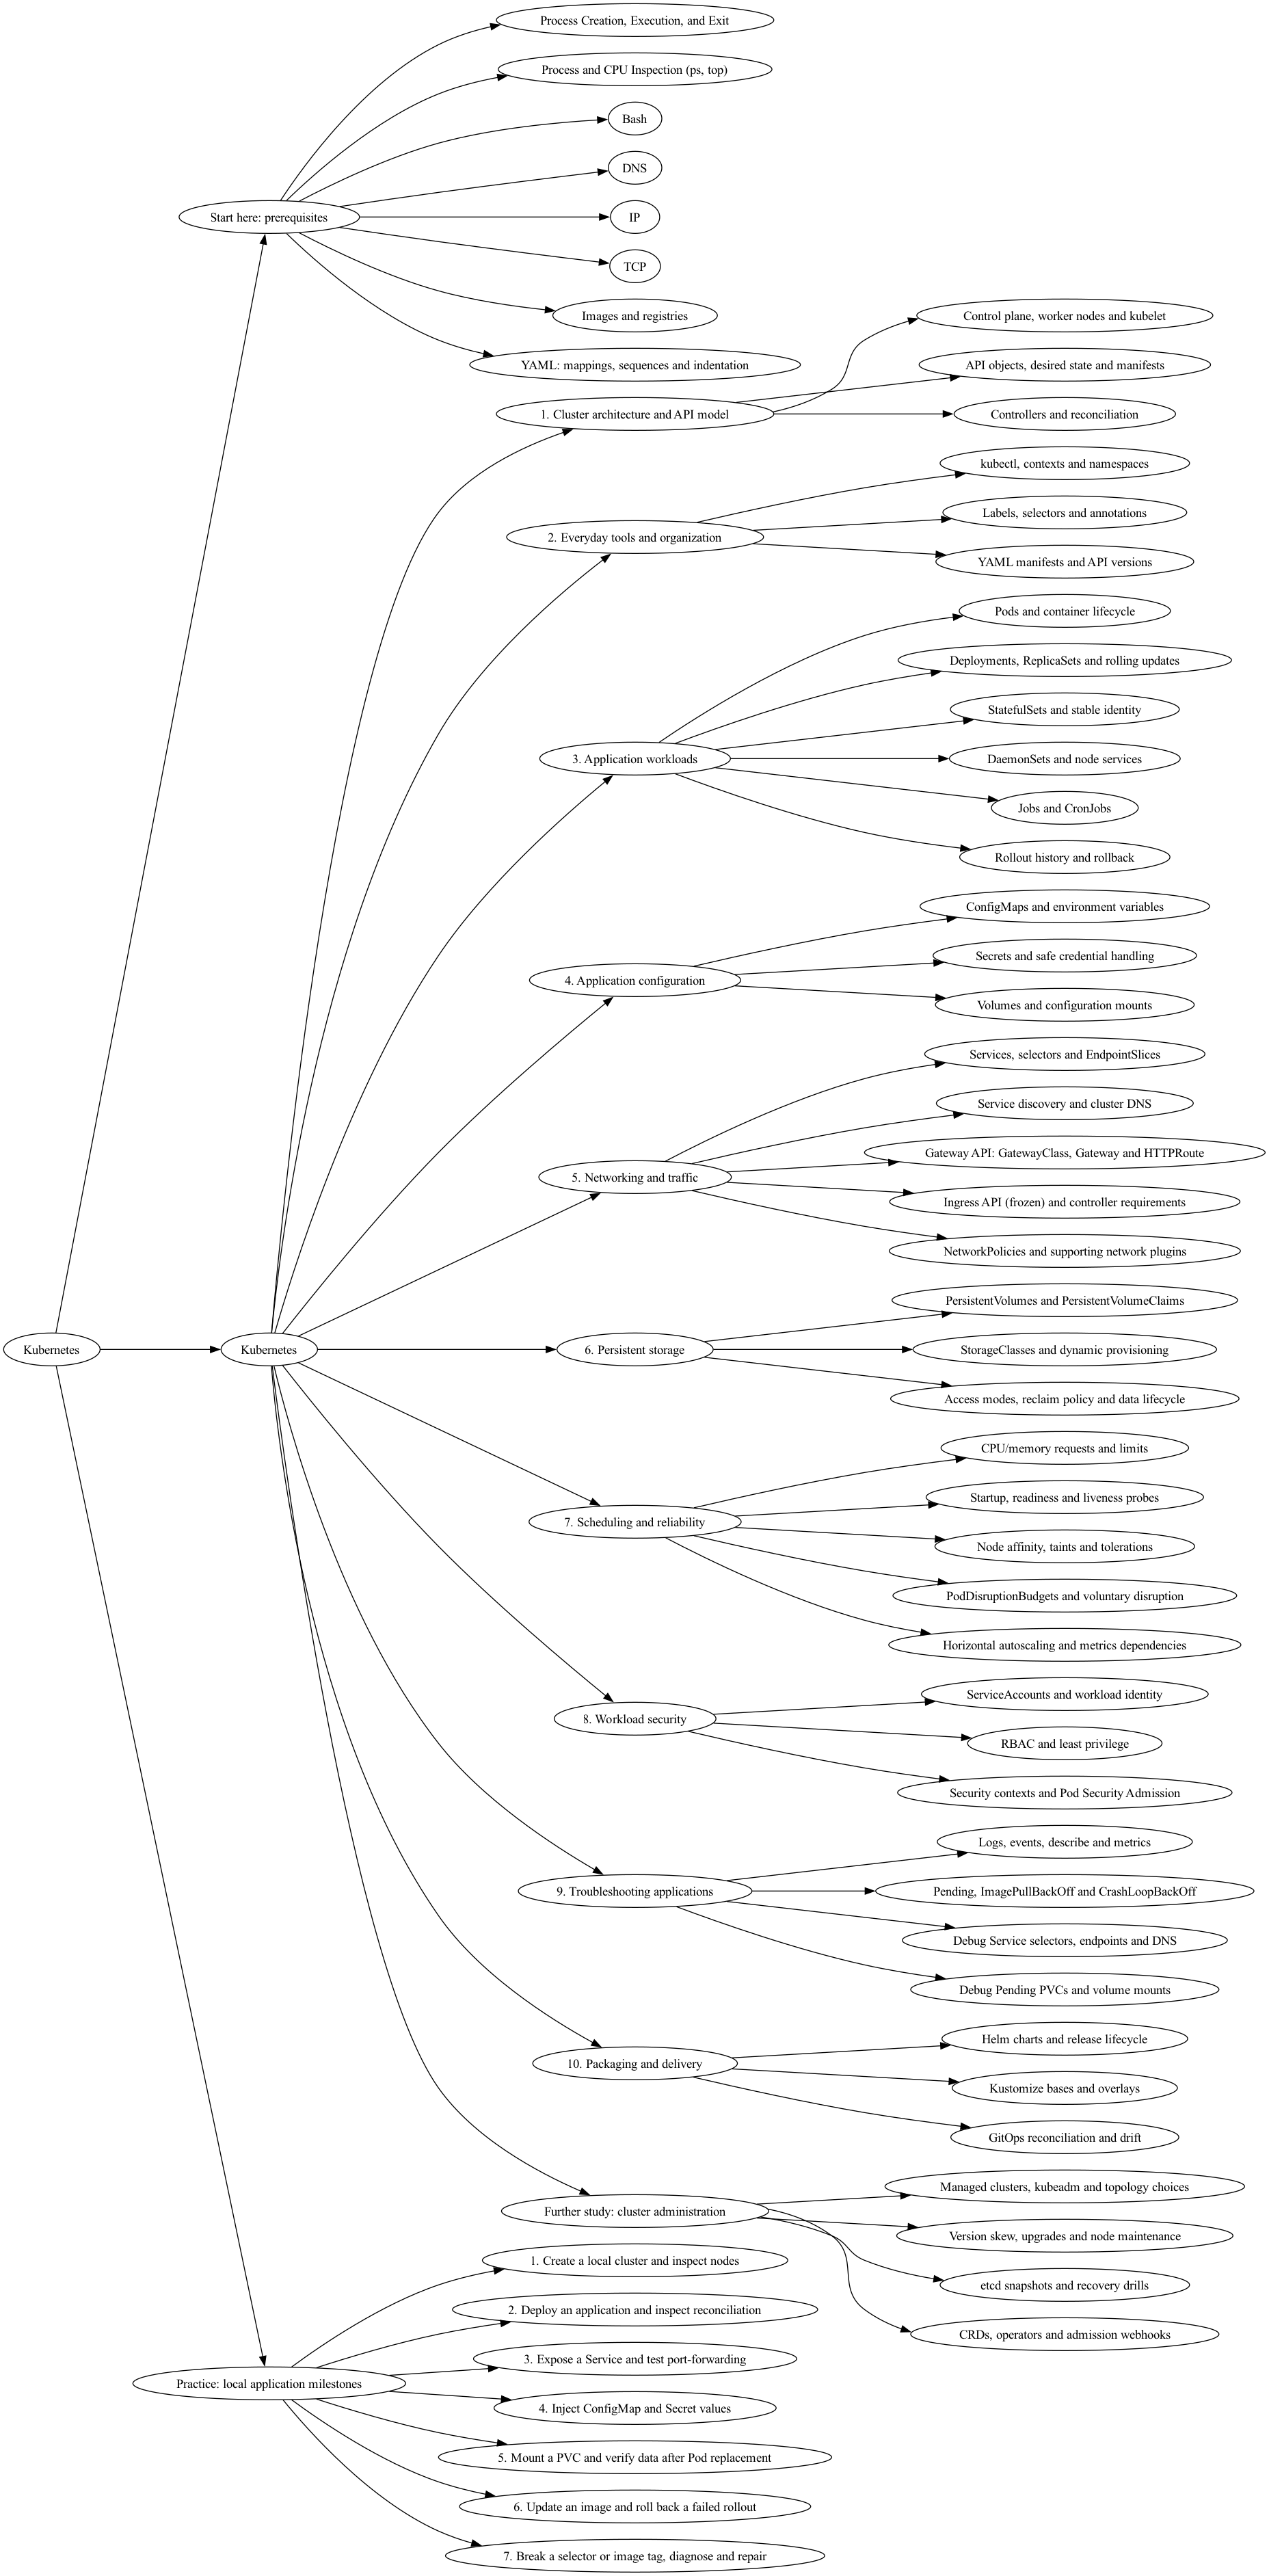 Kubernetes
Start here: prerequisites
Process Creation, Execution, and Exit
Process and CPU Inspection (ps, top)
Bash
DNS
IP
TCP
Images and registries
YAML: mappings, sequences and indentation
Kubernetes
1. Cluster architecture and API model
Control plane, worker nodes and kubelet
API objects, desired state and manifests
Controllers and reconciliation
2. Everyday tools and organization
kubectl, contexts and namespaces
Labels, selectors and annotations
YAML manifests and API versions
3. Application workloads
Pods and container lifecycle
Deployments, ReplicaSets and rolling updates
StatefulSets and stable identity
DaemonSets and node services
Jobs and CronJobs
Rollout history and rollback
4. Application configuration
ConfigMaps and environment variables
Secrets and safe credential handling
Volumes and configuration mounts
5. Networking and traffic
Services, selectors and EndpointSlices
Service discovery and cluster DNS
Gateway API: GatewayClass, Gateway and HTTPRoute
Ingress API (frozen) and controller requirements
NetworkPolicies and supporting network plugins
6. Persistent storage
PersistentVolumes and PersistentVolumeClaims
StorageClasses and dynamic provisioning
Access modes, reclaim policy and data lifecycle
7. Scheduling and reliability
CPU/memory requests and limits
Startup, readiness and liveness probes
Node affinity, taints and tolerations
PodDisruptionBudgets and voluntary disruption
Horizontal autoscaling and metrics dependencies
8. Workload security
ServiceAccounts and workload identity
RBAC and least privilege
Security contexts and Pod Security Admission
9. Troubleshooting applications
Logs, events, describe and metrics
Pending, ImagePullBackOff and CrashLoopBackOff
Debug Service selectors, endpoints and DNS
Debug Pending PVCs and volume mounts
10. Packaging and delivery
Helm charts and release lifecycle
Kustomize bases and overlays
GitOps reconciliation and drift
Further study: cluster administration
Managed clusters, kubeadm and topology choices
Version skew, upgrades and node maintenance
etcd snapshots and recovery drills
CRDs, operators and admission webhooks
Practice: local application milestones
1. Create a local cluster and inspect nodes
2. Deploy an application and inspect reconciliation
3. Expose a Service and test port-forwarding
4. Inject ConfigMap and Secret values
5. Mount a PVC and verify data after Pod replacement
6. Update an image and roll back a failed rollout
7. Break a selector or image tag, diagnose and repair